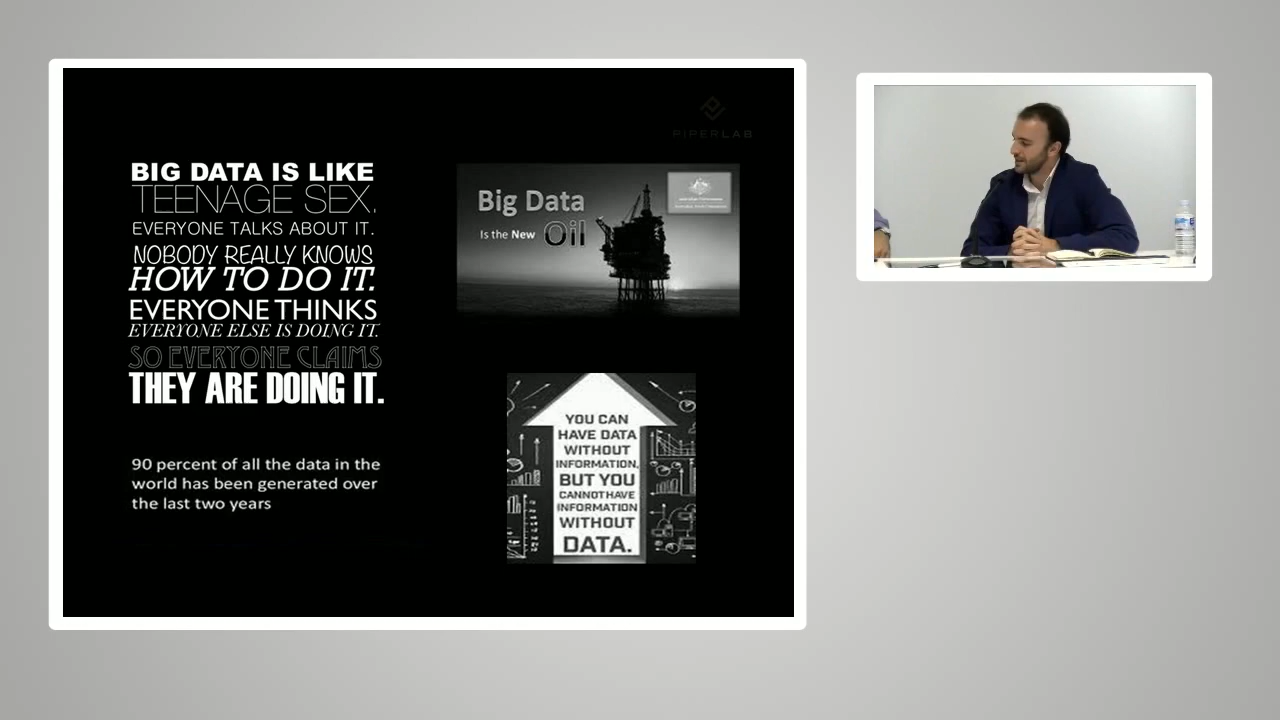 PIPERLAB
BIG DATA IS LIKE
TEENAGE SEX.
EVERYONE TALKS ABOUT IT.
NOBODY REALLY KNOWS
HOW TO DO IT.
EVERYONE THINKS
EVERYONE ELSE IS DOING IT.
SO EVERYONE CLAIMS
THEY ARE DOING IT.
90 percent of all the data in the
world has been generated over
the last two years
Big Data
Is the New Oil
YOU CAN
HAVE DATA
WITHOUT
INFORMATION,
BUT YOU
CANNOT HAVE
INFORMATION
WITHOUT
DATA.